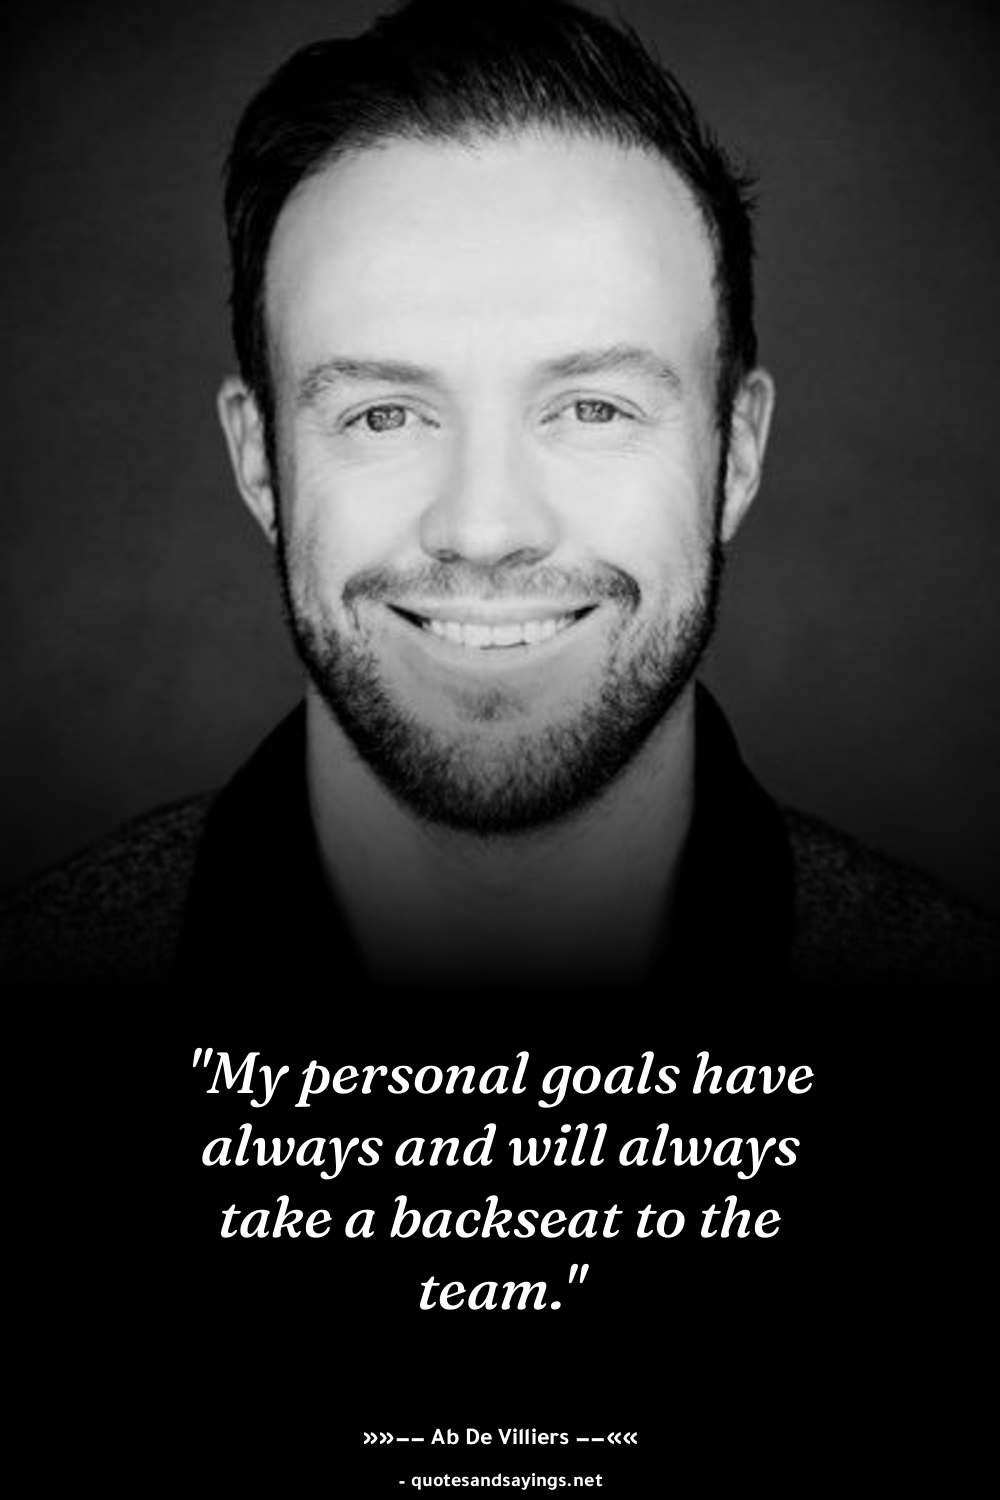 "My personal goals have
always and will always
take a backseat to the
team."
»»−− Ab De Villiers −−««
- quotesandsayings.net